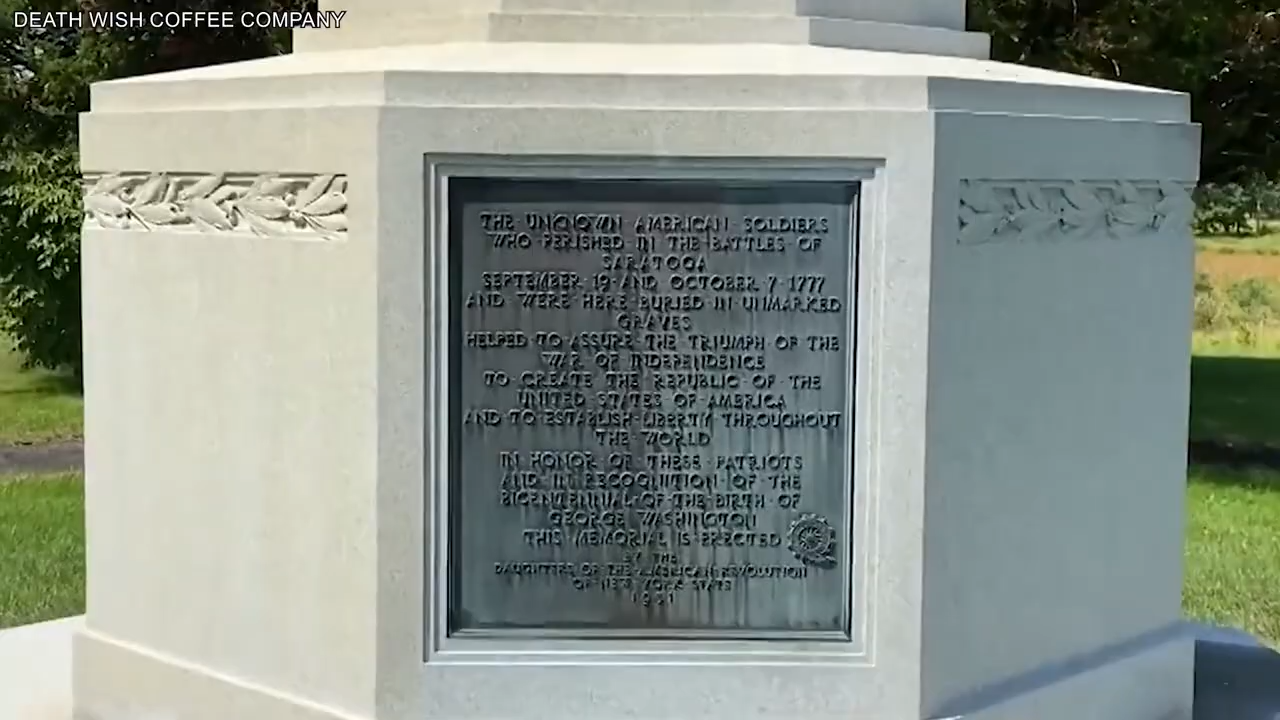 DEATH WISH COFFEE COMPANY
THE UNKNOWN AMERICAN SOLDIERS
WHO PERISHED IN THE BATTLES OF
SARATOGA
SEPTEMBER 19 AND OCTOBER 7 1777
AND WERE HERE BURIED IN UNMARKED
GRAVES
HELPED TO ASSURE THE TRIUMPH OF THE
WAR OF INDEPENDENCE
TO CREATE THE REPUBLIC OF THE
UNITED STATES OF AMERICA
AND TO ESTABLISH LIBERTY THROUGHOUT
THE WORLD
IN HONOR OF THESE PATRIOTS
AND IN RECOGNITION OF THE
BICENTENNIAL OF THE BIRTH OF
GEORGE WASHINGTON
THIS MEMORIAL IS ERECTED
BY THE
DAUGHTERS OF THE AMERICAN REVOLUTION
OF NEW YORK STATE
1931